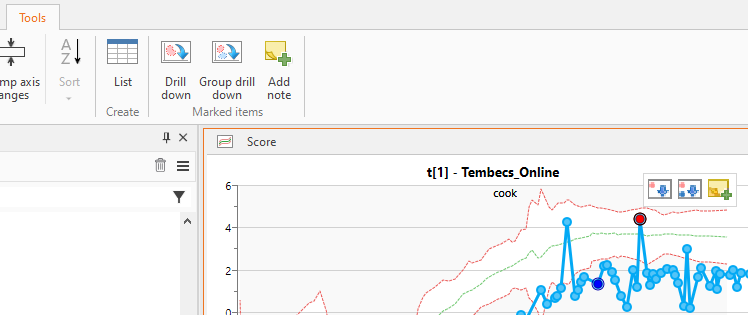 Tools
mp axis
anges
A
Z
Sort
List
Drill
down
Group drill
down
Add
note
Create
Marked items
Score
t[1] - Tembecs_Online
cook
6
4
2
0